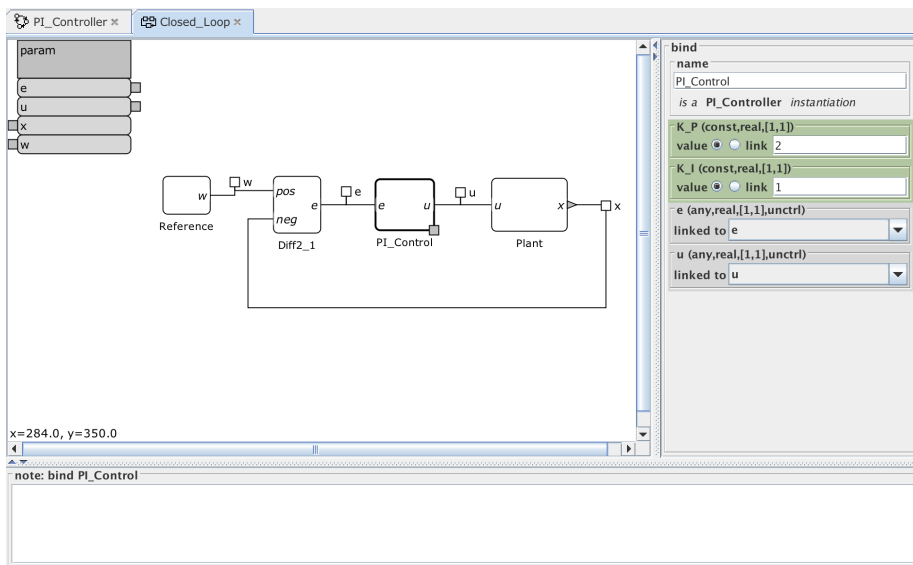 PI_Controller
Closed_Loop
param
e
u
x
w
w
Reference
w
pos
neg
e
Diff2_1
e
e
u
PI_Control
u
u
x
Plant
x
x=284.0, y=350.0
bind
name
PI_Control
is a PI_Controller instantiation
K_P (const,real,[1,1])
value link 2
K_I (const,real,[1,1])
value link 1
e (any,real,[1,1],unctrl)
linked to e
u (any,real,[1,1],unctrl)
linked to u
note: bind PI_Control